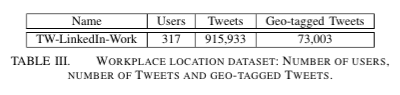 Name Users Tweets Geo-tagged Tweets
TW-LinkedIn-Work 317 915,933 73,003
TABLE III. WORKPLACE LOCATION DATASET: NUMBER OF USERS,
NUMBER OF TWEETS AND GEO-TAGGED TWEETS.